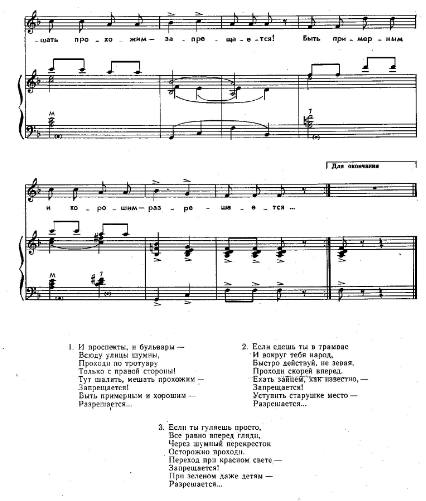 -шать про-хо-жим-за-пре-ща-ет-ся! Быть при-мер-ным
М
Т
Для окончания
и хо-ро-шим-раз-ре-ша-ет-ся...
М Т
1. И проспекты, и бульвары —
Всюду улицы шумны,
Проходи по тротуару
Только с правой стороны!
Тут шалить, мешать прохожим —
Запрещается!
Быть примерным и хорошим —
Разрешается...
2. Если едешь ты в трамвае
И вокруг тебя народ,
Быстро действуй, не зевая,
Проходи скорей вперед.
Ехать зайцем, как известно, —
Запрещается!
Уступить старушке место —
Разрешается...
3. Если ты гуляешь просто,
Все равно вперед гляди,
Через шумный перекресток
Осторожно проходи.
Переход при красном свете —
Запрещается!
При зеленом даже детям —
Разрешается...